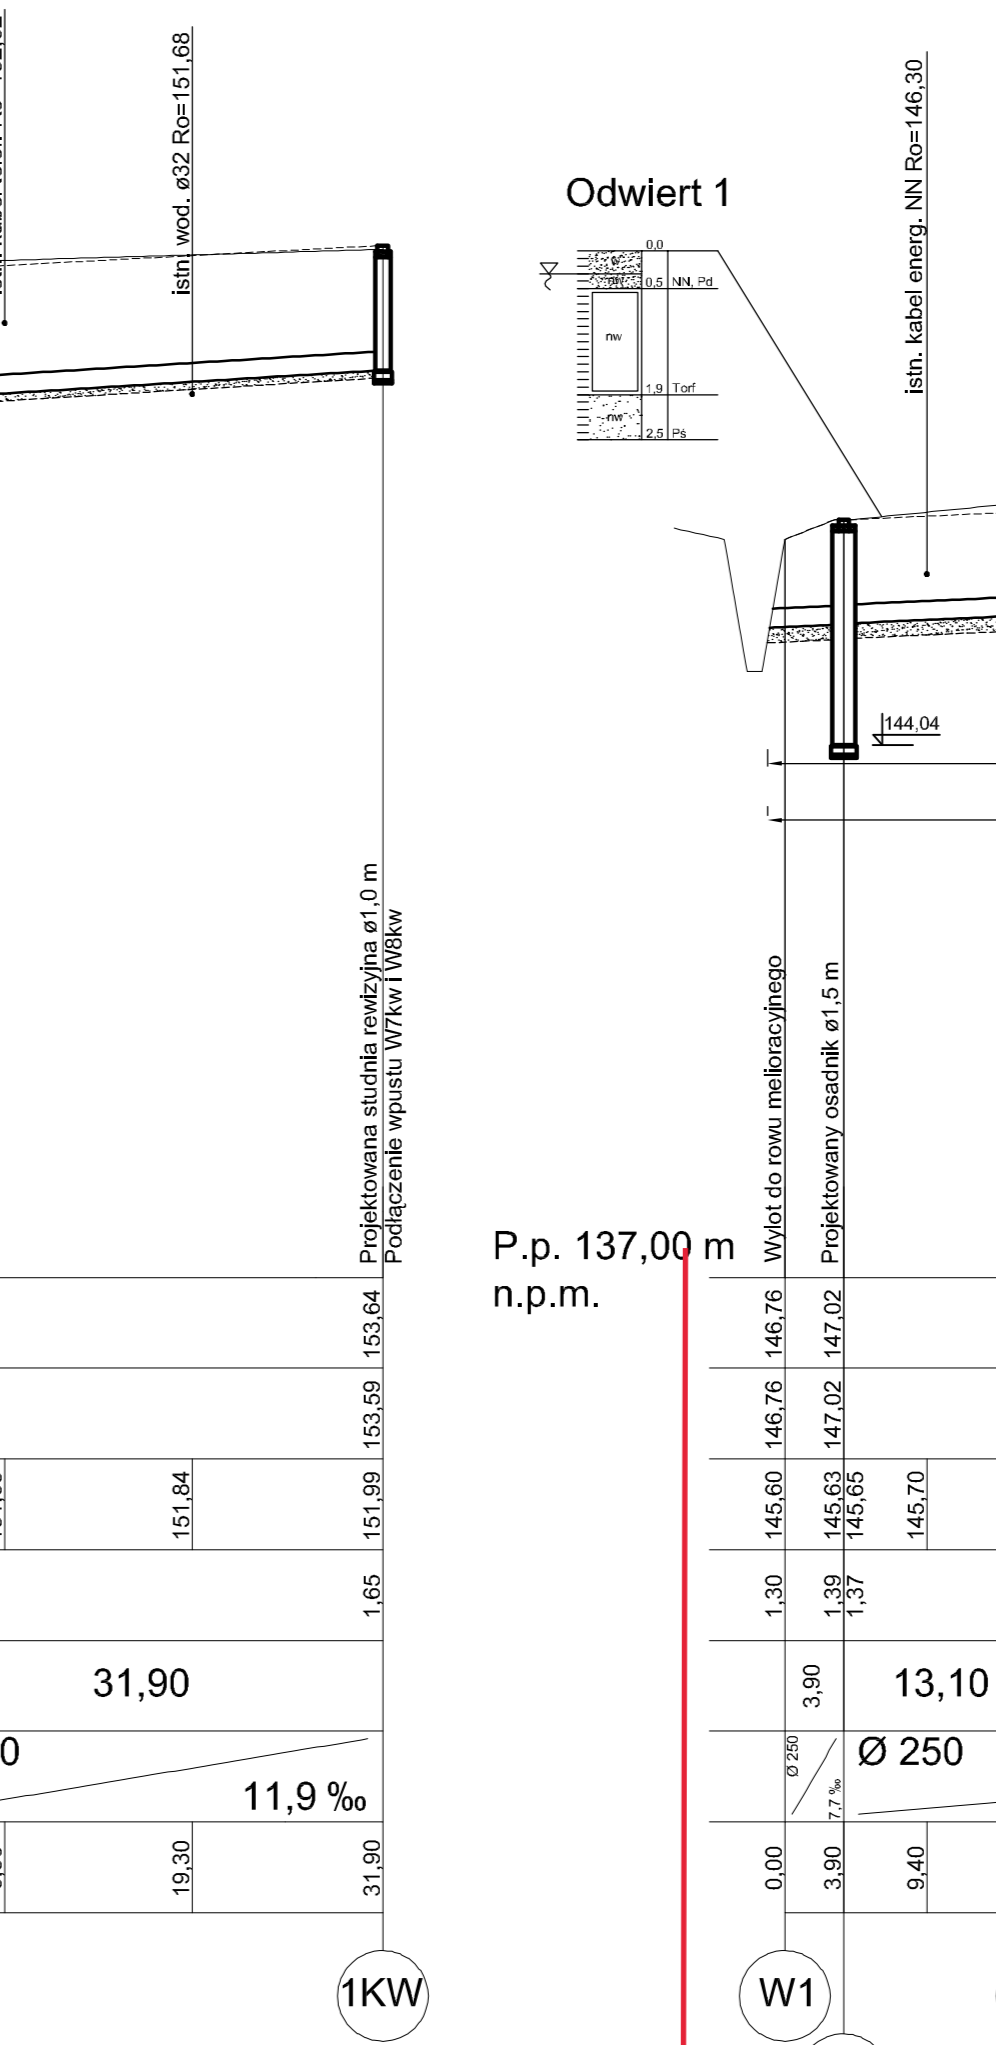 istn. wod. ø32 Ro=151,68
Odwiert 1
0,0
0,5 NN, Pd
nw
1,9 Torf
nw
2,5 Pś
istn. kabel energ. NN Ro=146,30
144,04
Projektowana studnia rewizyjna ø1,0 m
Podłączenie wpustu W7kw i W8kw
Wylot do rowu melioracyjnego
Projektowany osadnik ø1,5 m
P.p. 137,00 m
n.p.m.
153,64
146,76 147,02
153,59
146,76 147,02
151,84 151,99
145,60 145,63 145,65 145,70
1,65
1,30 1,39 1,37
31,90
3,90 13,10
11,9 ‰
Ø 250 7,7 ‰ Ø 250
19,30 31,90
0,00 3,90 9,40
1KW
W1